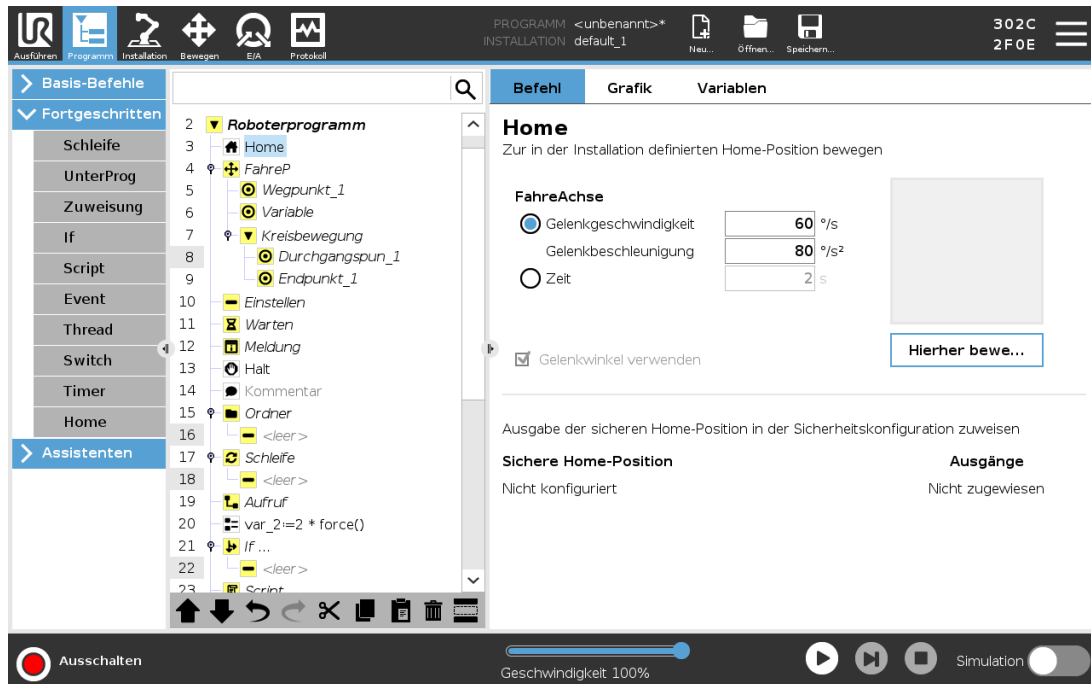 PROGRAMM <unbenannt>*
INSTALLATION default_1
302C
2F0E
Ausführen
Programm
Installation
Bewegen
E/A
Protokoll
Neu...
Öffnen...
Speichern...
Basis-Befehle
Fortgeschritten
Schleife
UnterProg
Zuweisung
If
Script
Event
Thread
Switch
Timer
Home
Assistenten
2 Roboterprogramm
3 Home
4 FahreP
5 Wegpunkt_1
6 Variable
7 Kreisbewegung
8 Durchgangspun_1
9 Endpunkt_1
10 Einstellen
11 Warten
12 Meldung
13 Halt
14 Kommentar
15 Ordner
16 <leer>
17 Schleife
18 <leer>
19 Aufruf
20 var_2:=2 * force()
21 If ...
22 <leer>
23 Script
Befehl Grafik Variablen
Home
Zur in der Installation definierten Home-Position bewegen
FahreAchse
Gelenkgeschwindigkeit 60 °/s
Gelenkbeschleunigung 80 °/s²
Zeit 2 s
Gelenkwinkel verwenden
Hierher bewe...
Ausgabe der sicheren Home-Position in der Sicherheitskonfiguration zuweisen
Sichere Home-Position Ausgänge
Nicht konfiguriert Nicht zugewiesen
Ausschalten
Geschwindigkeit 100%
Simulation